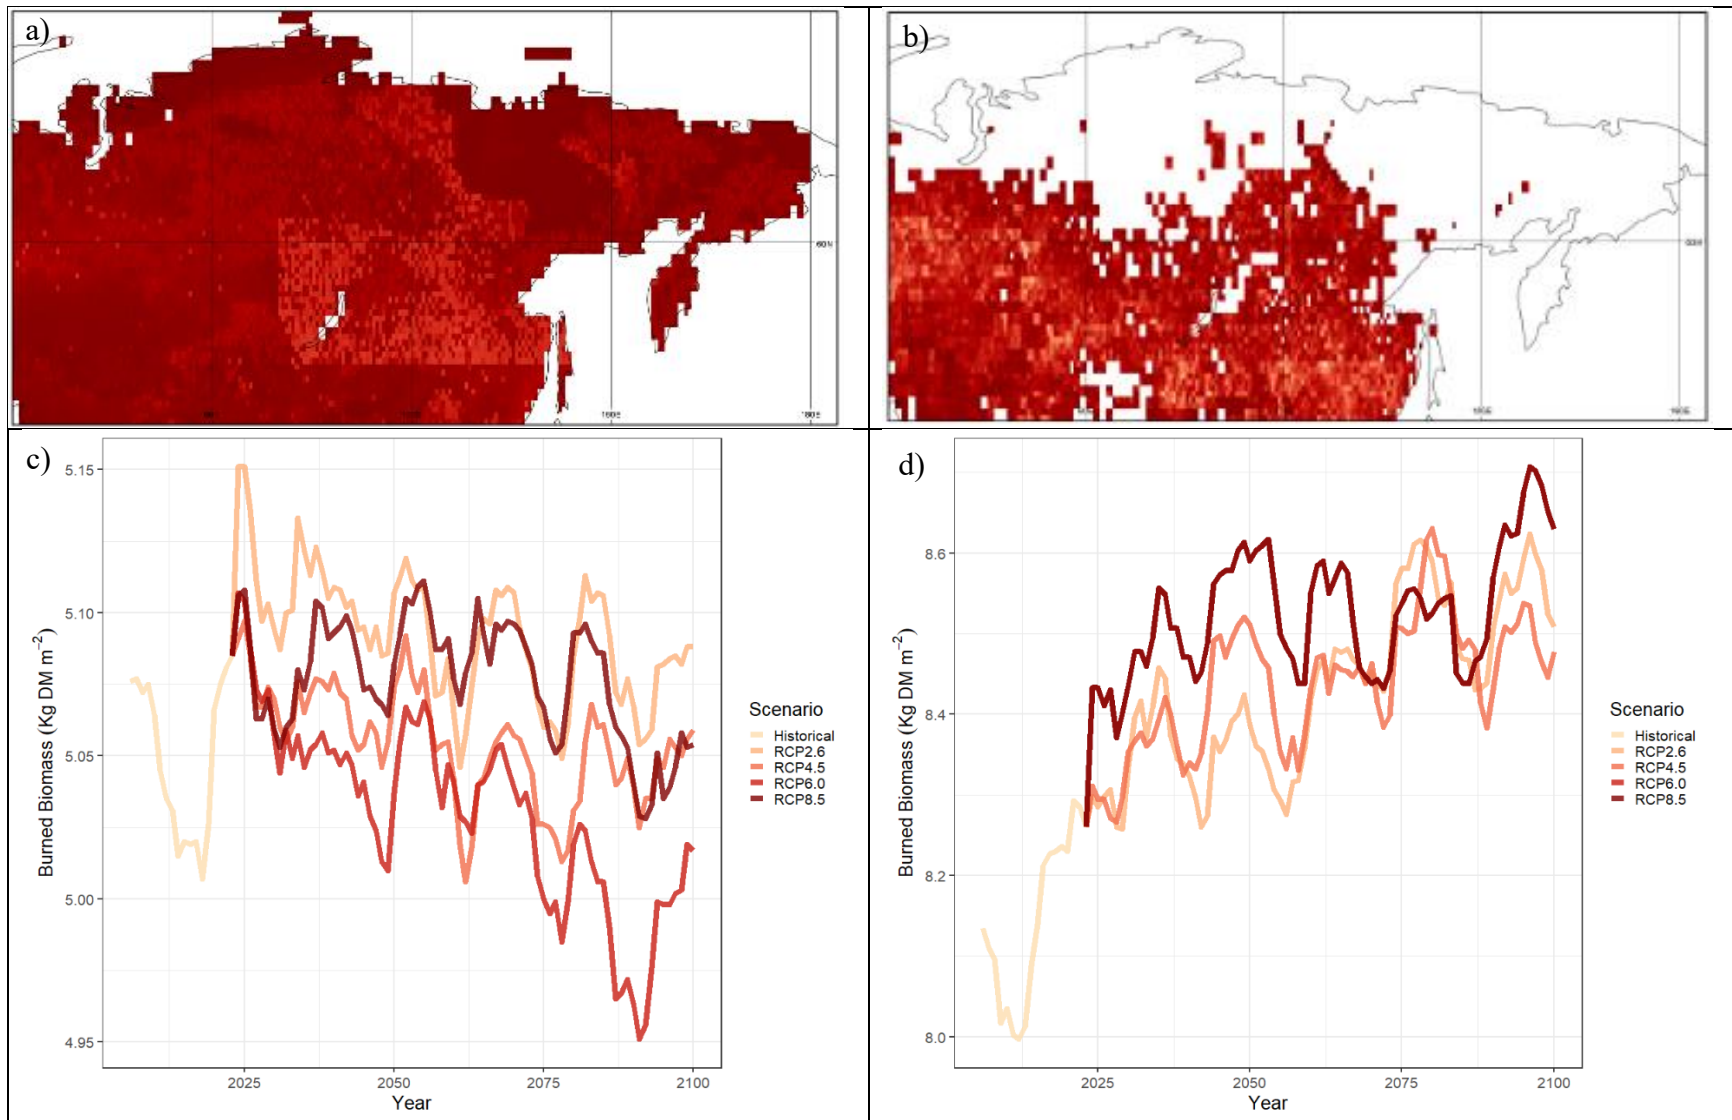 a)
60N
150E
180E
b)
c)
5.15
5.10
5.05
5.00
4.95
Burned Biomass (Kg DM m⁻²)
2025
2050
2075
2100
Year
Scenario
Historical
RCP2.6
RCP4.5
RCP6.0
RCP8.5
d)
8.6
8.4
8.2
8.0
Burned Biomass (Kg DM m⁻²)
2025
2050
2075
2100
Year
Scenario
Historical
RCP2.6
RCP4.5
RCP6.0
RCP8.5